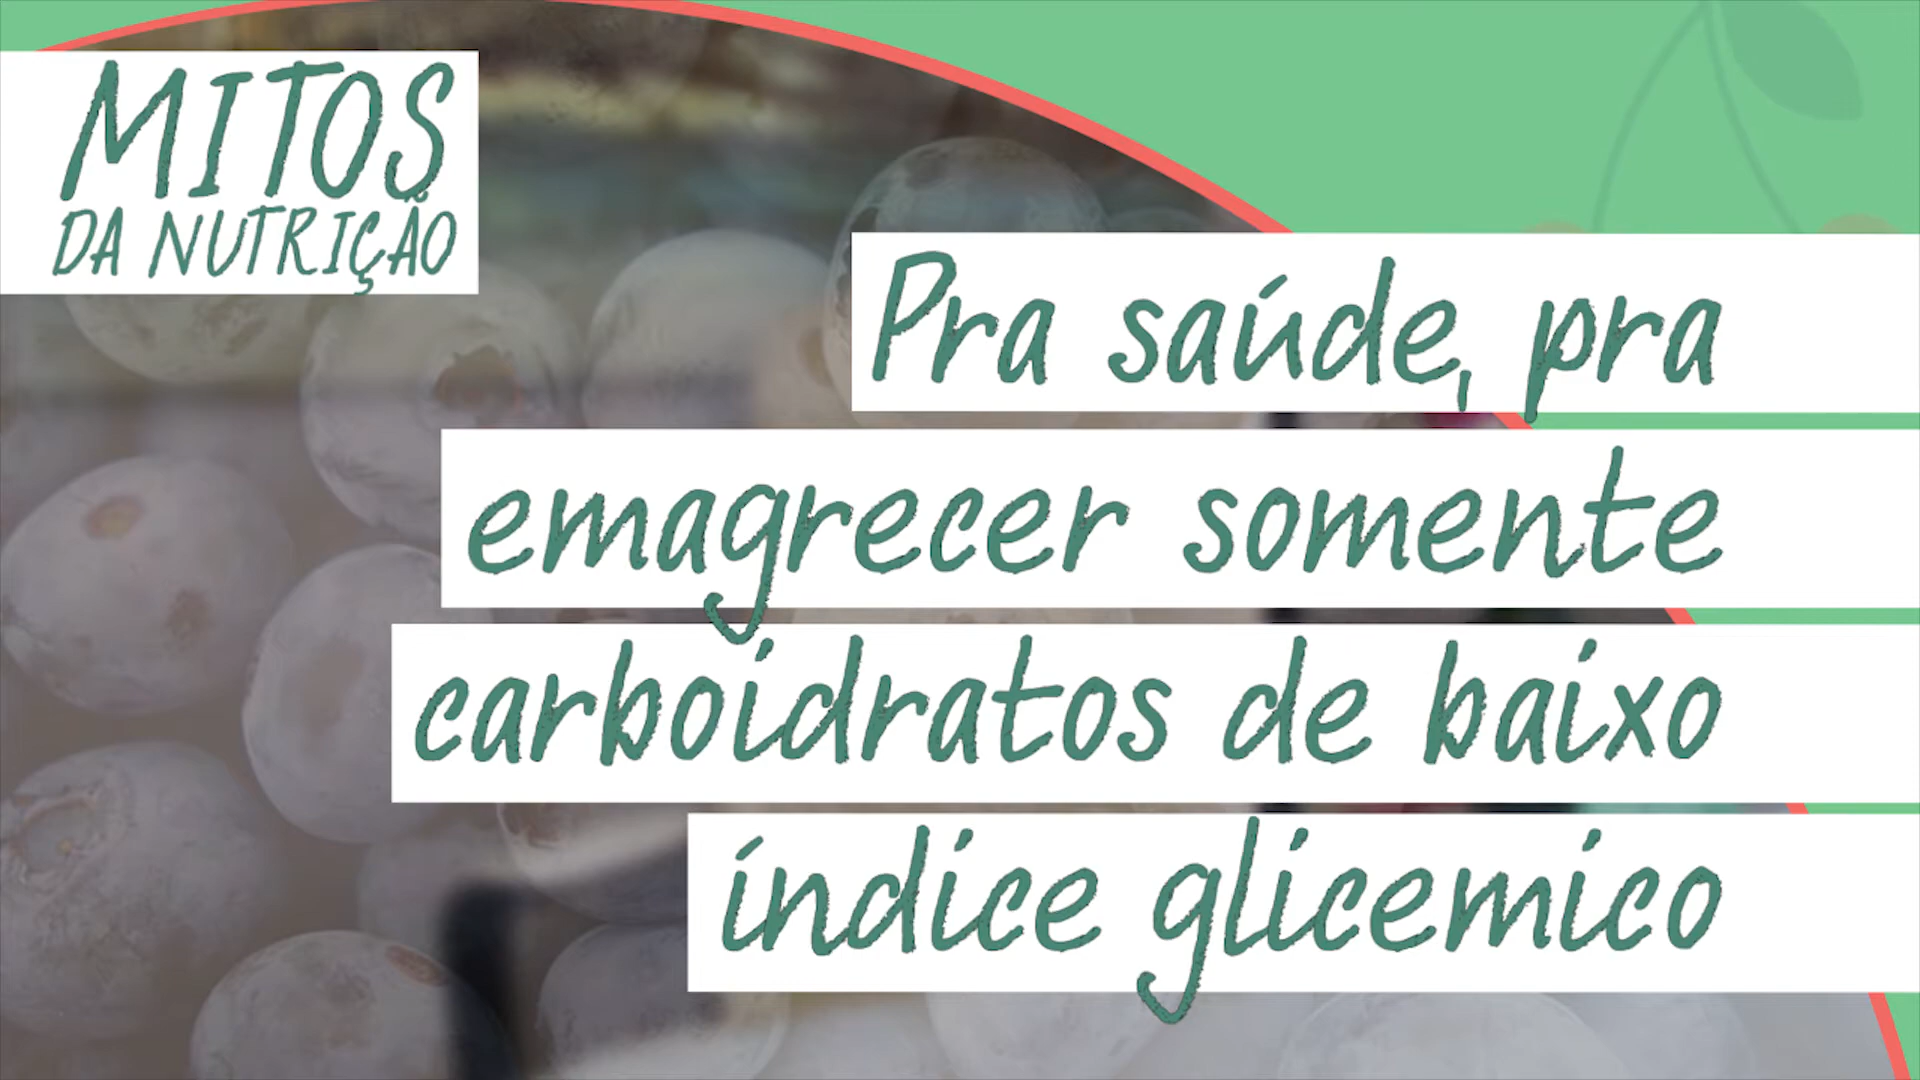 MITOS
DA NUTRIÇÃO
Pra saúde, pra
emagrecer somente
carboidratos de baixo
índice glicemico